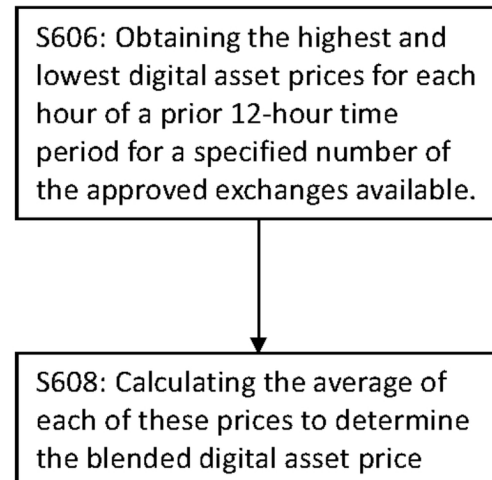 S606: Obtaining the highest and
lowest digital asset prices for each
hour of a prior 12-hour time
period for a specified number of
the approved exchanges available.
S608: Calculating the average of
each of these prices to determine
the blended digital asset price